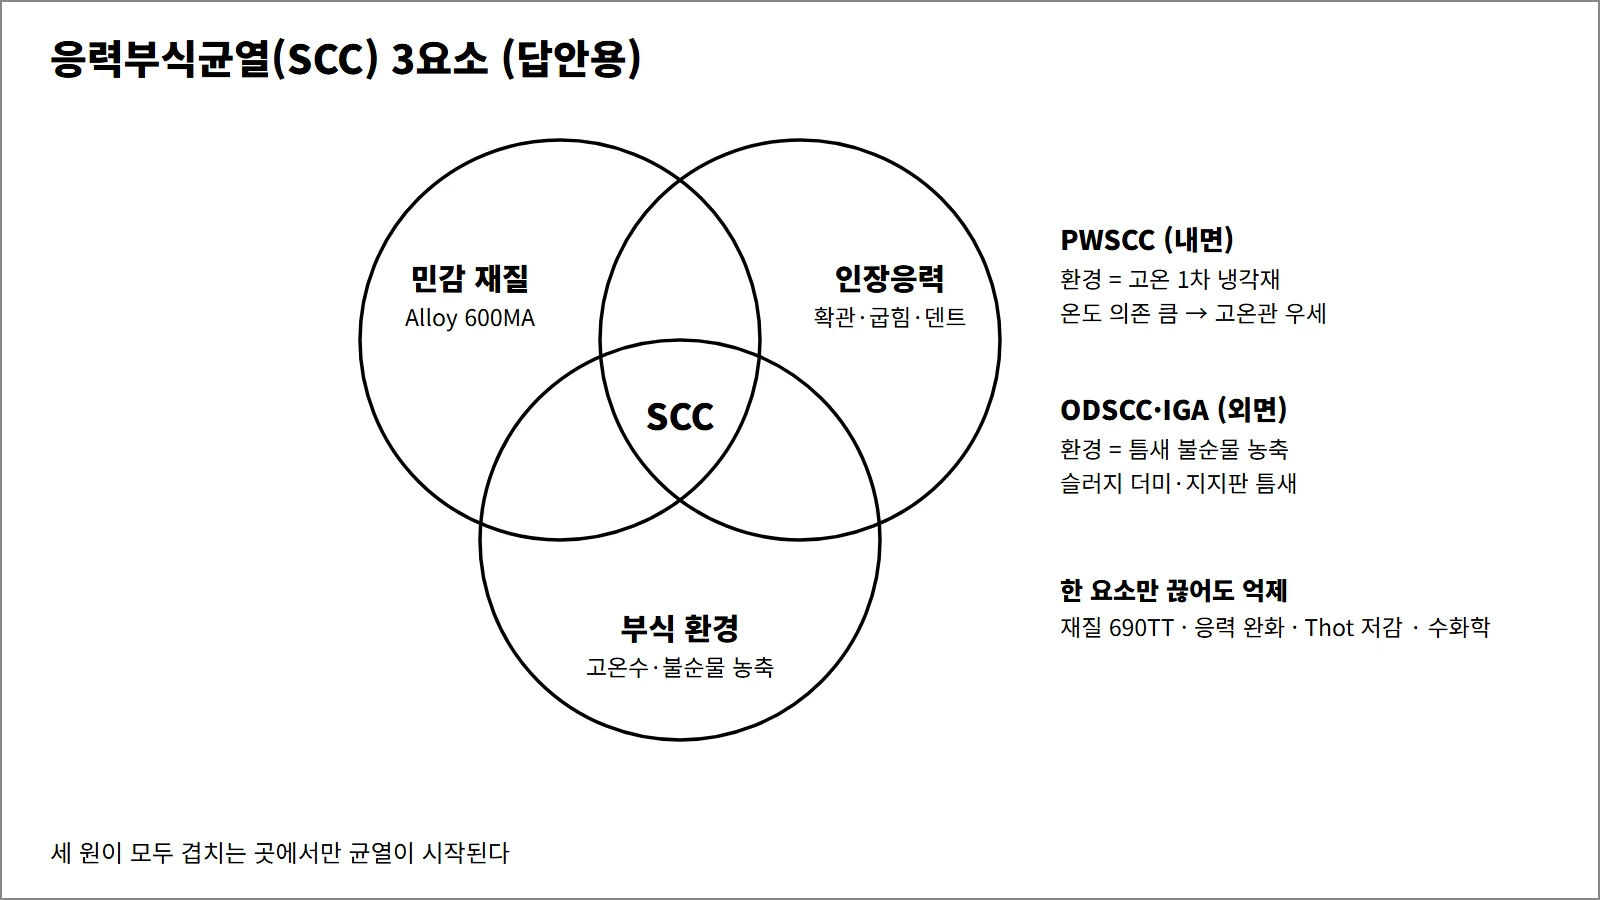 응력부식균열(SCC) 3요소 (답안용)
민감 재질
Alloy 600MA
인장응력
확관·굽힘·덴트
SCC
부식 환경
고온수·불순물 농축
PWSCC (내면)
환경 = 고온 1차 냉각재
온도 의존 큼 → 고온관 우세
ODSCC·IGA (외면)
환경 = 틈새 불순물 농축
슬러지 더미·지지판 틈새
한 요소만 끊어도 억제
재질 690TT · 응력 완화 · Thot 저감 · 수화학
세 원이 모두 겹치는 곳에서만 균열이 시작된다